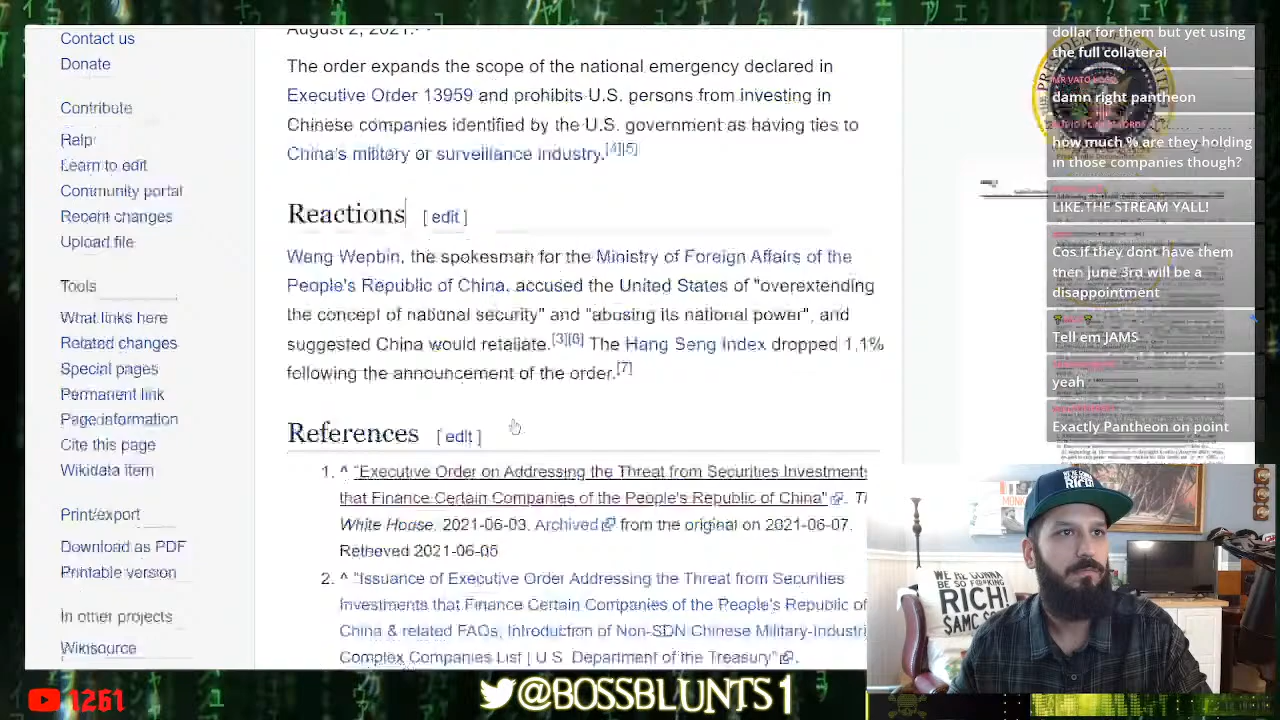 Contact us
Donate
Contribute
Help
Learn to edit
Community portal
Recent changes
Upload file
Tools
What links here
Related changes
Special pages
Permanent link
Page information
Cite this page
Wikidata item
Print/export
Download as PDF
Printable version
In other projects
Wikisource
August 2, 2021.
The order expands the scope of the national emergency declared in
Executive Order 13959 and prohibits U.S. persons from investing in
Chinese companies identified by the U.S. government as having ties to
China's military or surveillance industry.[4][5]
Reactions [ edit ]
Wang Wenbin, the spokesman for the Ministry of Foreign Affairs of the
People's Republic of China, accused the United States of "overextending
the concept of national security" and "abusing its national power", and
suggested China would retaliate.[3][6] The Hang Seng Index dropped 1,1%
following the announcement of the order.[7]
References [ edit ]
1. ^ "Executive Order on Addressing the Threat from Securities Investments
that Finance Certain Companies of the People's Republic of China"
White House. 2021-06-03. Archived from the original on 2021-06-07.
Retrieved 2021-06-05
2. ^ "Issuance of Executive Order Addressing the Threat from Securities
Investments that Finance Certain Companies of the People's Republic of
China & related FAQs, Introduction of Non-SDN Chinese Military-Industri
Complex Companies List | U.S. Department of the Treasury".
dollar for them but yet using
the full collateral
damn right pantheon
how much % are they holding
in those companies though?
LIKE THE STREAM YALL!
Cos if they dont have them
then june 3rd will be a
disappointment
Tell em JAMS
yeah
Exactly Pantheon on point
WE'RE GONNA
BE SO F@#KING
RICH!
1261
@BOSSBLUNTS1